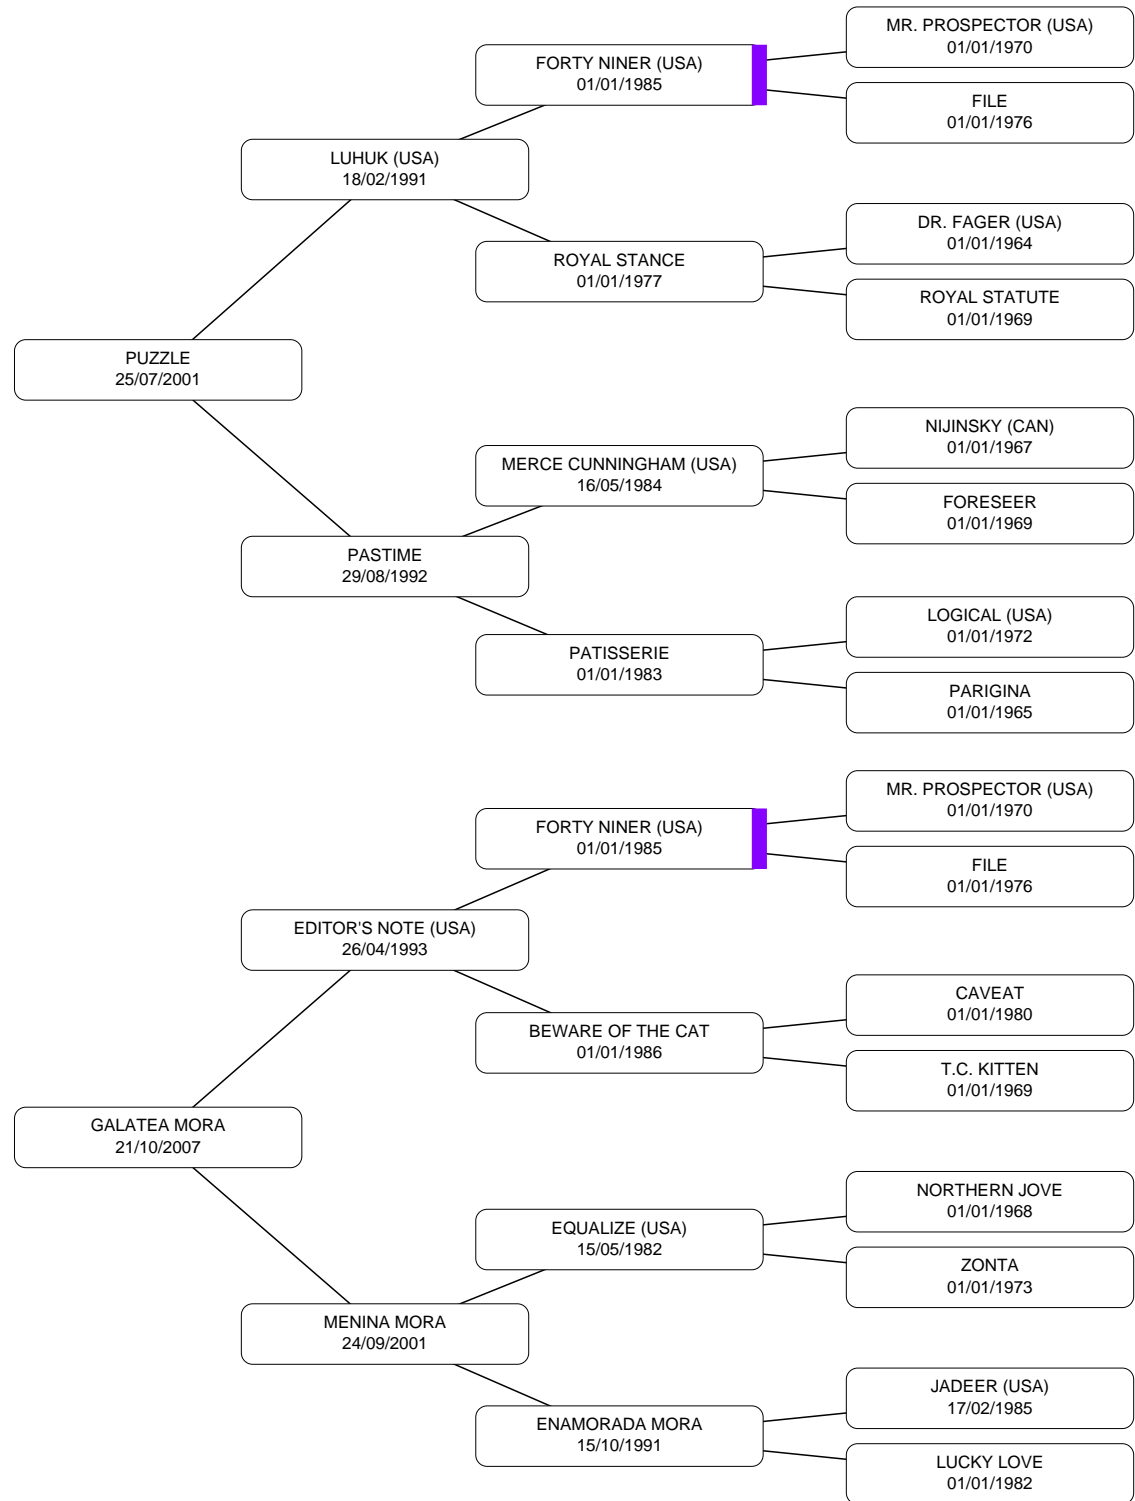 MR. PROSPECTOR (USA)
01/01/1970
FORTY NINER (USA)
01/01/1985
FILE
01/01/1976
LUHUK (USA)
18/02/1991
DR. FAGER (USA)
01/01/1964
ROYAL STANCE
01/01/1977
ROYAL STATUTE
01/01/1969
PUZZLE
25/07/2001
NIJINSKY (CAN)
01/01/1967
MERCE CUNNINGHAM (USA)
16/05/1984
FORESEER
01/01/1969
PASTIME
29/08/1992
LOGICAL (USA)
01/01/1972
PATISSERIE
01/01/1983
PARIGINA
01/01/1965
MR. PROSPECTOR (USA)
01/01/1970
FORTY NINER (USA)
01/01/1985
FILE
01/01/1976
EDITOR'S NOTE (USA)
26/04/1993
CAVEAT
01/01/1980
BEWARE OF THE CAT
01/01/1986
T.C. KITTEN
01/01/1969
GALATEA MORA
21/10/2007
NORTHERN JOVE
01/01/1968
EQUALIZE (USA)
15/05/1982
ZONTA
01/01/1973
MENINA MORA
24/09/2001
JADEER (USA)
17/02/1985
ENAMORADA MORA
15/10/1991
LUCKY LOVE
01/01/1982